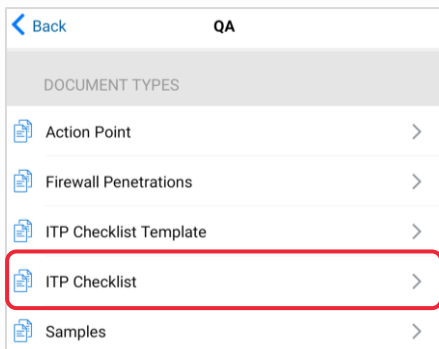 Back QA
DOCUMENT TYPES
Action Point
Firewall Penetrations
ITP Checklist Template
ITP Checklist
Samples